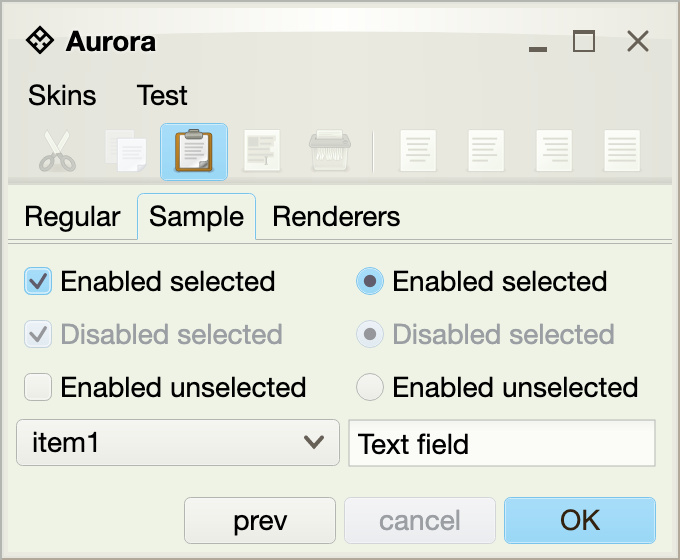 Aurora
Skins Test
Regular Sample Renderers
Enabled selected Enabled selected
Disabled selected Disabled selected
Enabled unselected Enabled unselected
item1 Text field
prev cancel OK